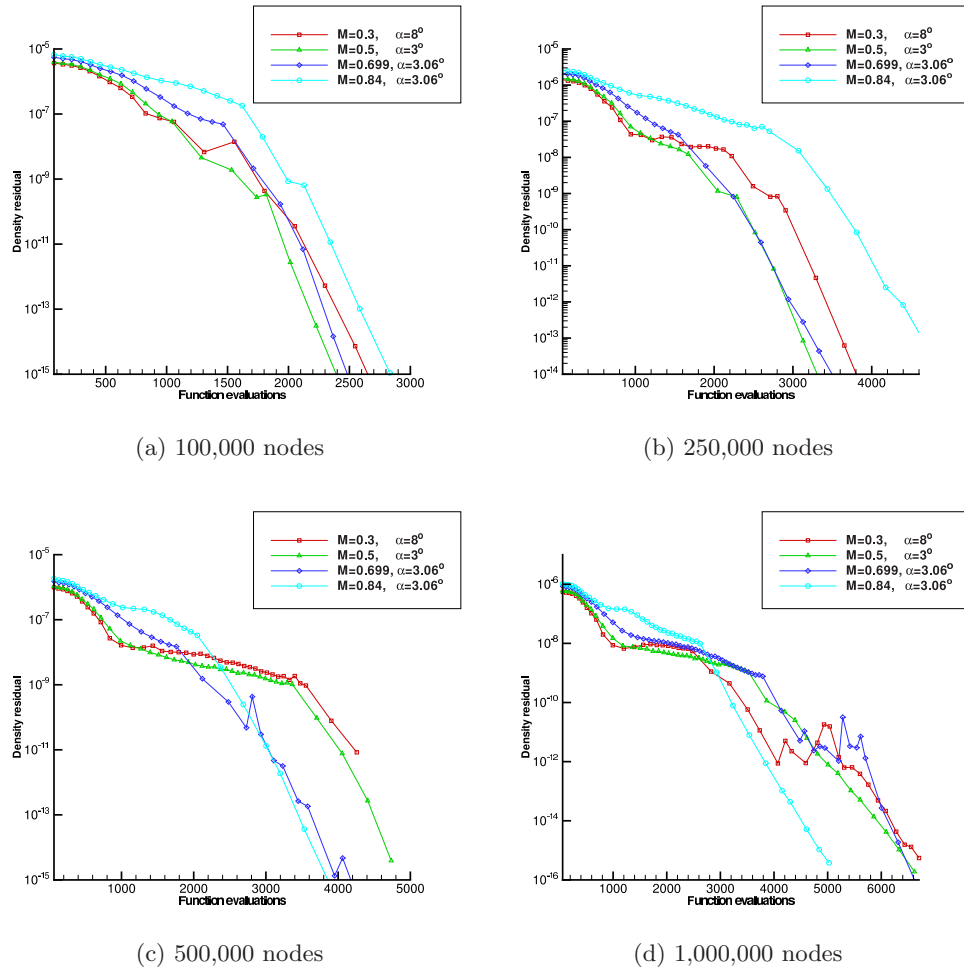 M=0.3, α=8°
M=0.5, α=3°
M=0.699, α=3.06°
M=0.84, α=3.06°
Density residual
10-5
10-7
10-9
10-11
10-13
10-15
500 1000 1500 2000 2500 3000
Function evaluations
(a) 100,000 nodes
M=0.3, α=8°
M=0.5, α=3°
M=0.699, α=3.06°
M=0.84, α=3.06°
Density residual
10-5
10-6
10-7
10-8
10-9
10-10
10-11
10-12
10-13
10-14
1000 2000 3000 4000
Function evaluations
(b) 250,000 nodes
M=0.3, α=8°
M=0.5, α=3°
M=0.699, α=3.06°
M=0.84, α=3.06°
Density residual
10-5
10-7
10-9
10-11
10-13
10-15
1000 2000 3000 4000 5000
Function evaluations
(c) 500,000 nodes
M=0.3, α=8°
M=0.5, α=3°
M=0.699, α=3.06°
M=0.84, α=3.06°
Density residual
10-6
10-8
10-10
10-12
10-14
10-16
1000 2000 3000 4000 5000 6000
Function evaluations
(d) 1,000,000 nodes